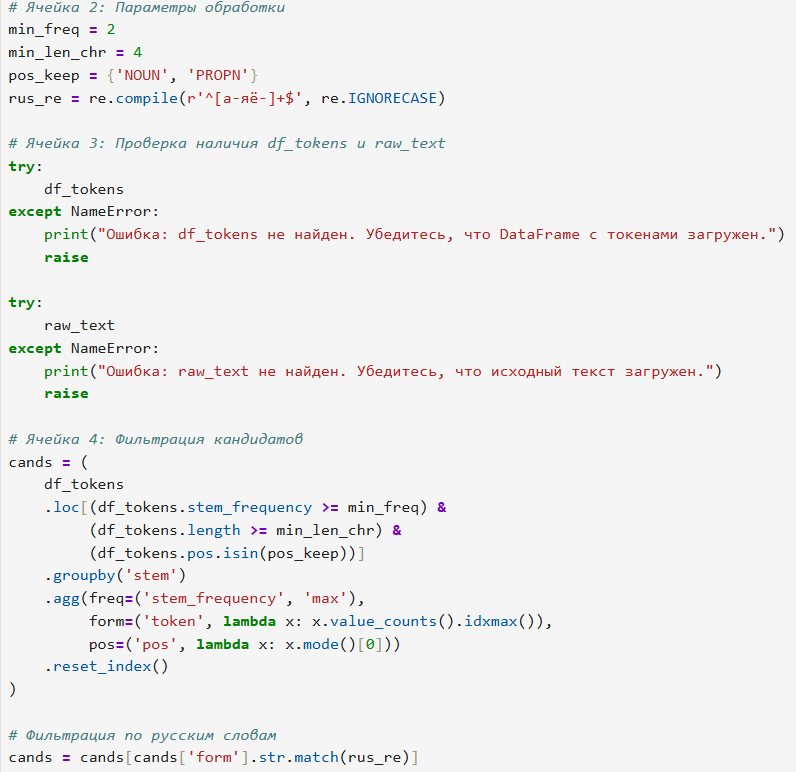 # Ячейка 2: Параметры обработки
min_freq = 2
min_len_chr = 4
pos_keep = {'NOUN', 'PROPN'}
rus_re = re.compile(r'^[а-яё-]+$', re.IGNORECASE)

# Ячейка 3: Проверка наличия df_tokens и raw_text
try:
    df_tokens
except NameError:
    print("Ошибка: df_tokens не найден. Убедитесь, что DataFrame с токенами загружен.")
    raise

try:
    raw_text
except NameError:
    print("Ошибка: raw_text не найден. Убедитесь, что исходный текст загружен.")
    raise

# Ячейка 4: Фильтрация кандидатов
cands = (
    df_tokens
    .loc[(df_tokens.stem_frequency >= min_freq) &
         (df_tokens.length >= min_len_chr) &
         (df_tokens.pos.isin(pos_keep))]
    .groupby('stem')
    .agg(freq=('stem_frequency', 'max'),
         form=('token', lambda x: x.value_counts().idxmax()),
         pos=('pos', lambda x: x.mode()[0]))
    .reset_index()
)

# Фильтрация по русским словам
cands = cands[cands['form'].str.match(rus_re)]